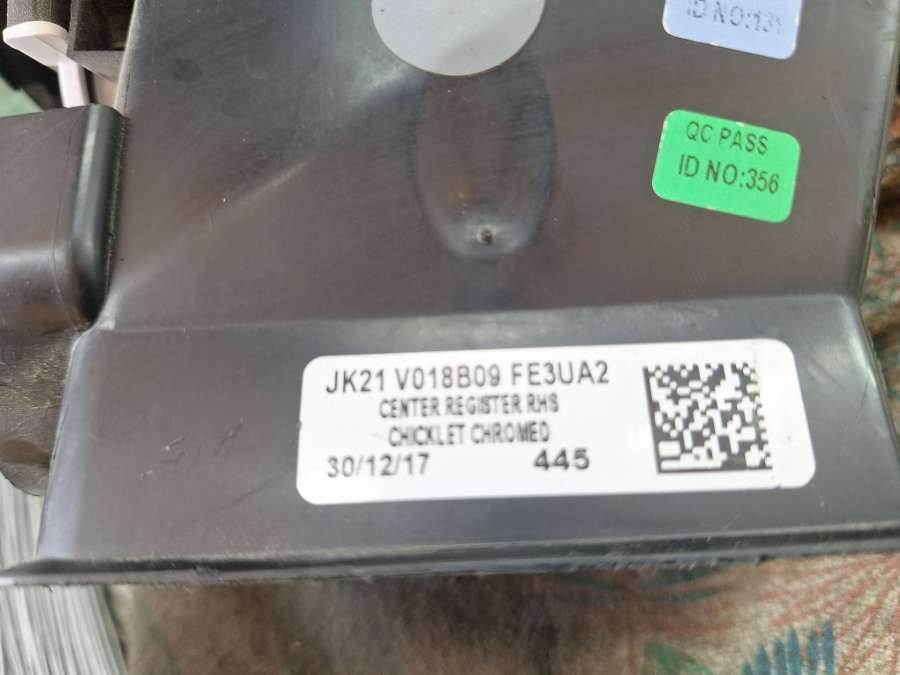 ID NO:131
QC PASS
ID NO:356
JK21 V018B09 FE3UA2
CENTER REGISTER RHS
CHICKLET CHROMED
30/12/17 445